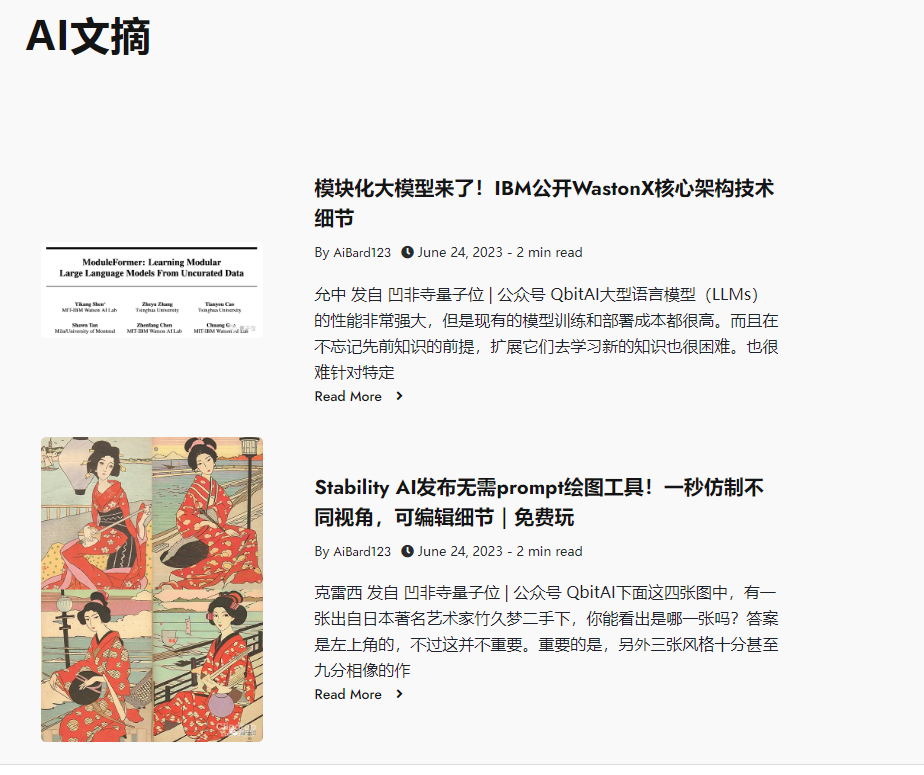 AI文摘
模块化大模型来了！IBM公开WastonX核心架构技术
细节
By AiBard123 June 24, 2023 - 2 min read
ModuleFormer: Learning Modular
Large Language Models From Uncurated Data
Yikang Shen* Zheyu Zhang Tianyou Cao
MIT-IBM Watson AI Lab Tsinghua University Tsinghua University
Shawn Tan Zhenfang Chen Chuang
Mila/University of Montreal MIT-IBM Watson AI Lab MIT-IBM Watson AI
允中 发自 凹非寺量子位 | 公众号 QbitAI大型语言模型（LLMs）
的性能非常强大，但是现有的模型训练和部署成本都很高。而且在
不忘记先前知识的前提，扩展它们去学习新的知识也很困难。也很
难针对特定
Read More
Stability AI发布无需prompt绘图工具！一秒仿制不
同视角，可编辑细节｜免费玩
By AiBard123 June 24, 2023 - 2 min read
克雷西 发自 凹非寺量子位 | 公众号 QbitAI下面这四张图中，有一
张出自日本著名艺术家竹久梦二手下，你能看出是哪一张吗？答案
是左上角的，不过这并不重要。重要的是，另外三张风格十分甚至
九分相像的作
Read More